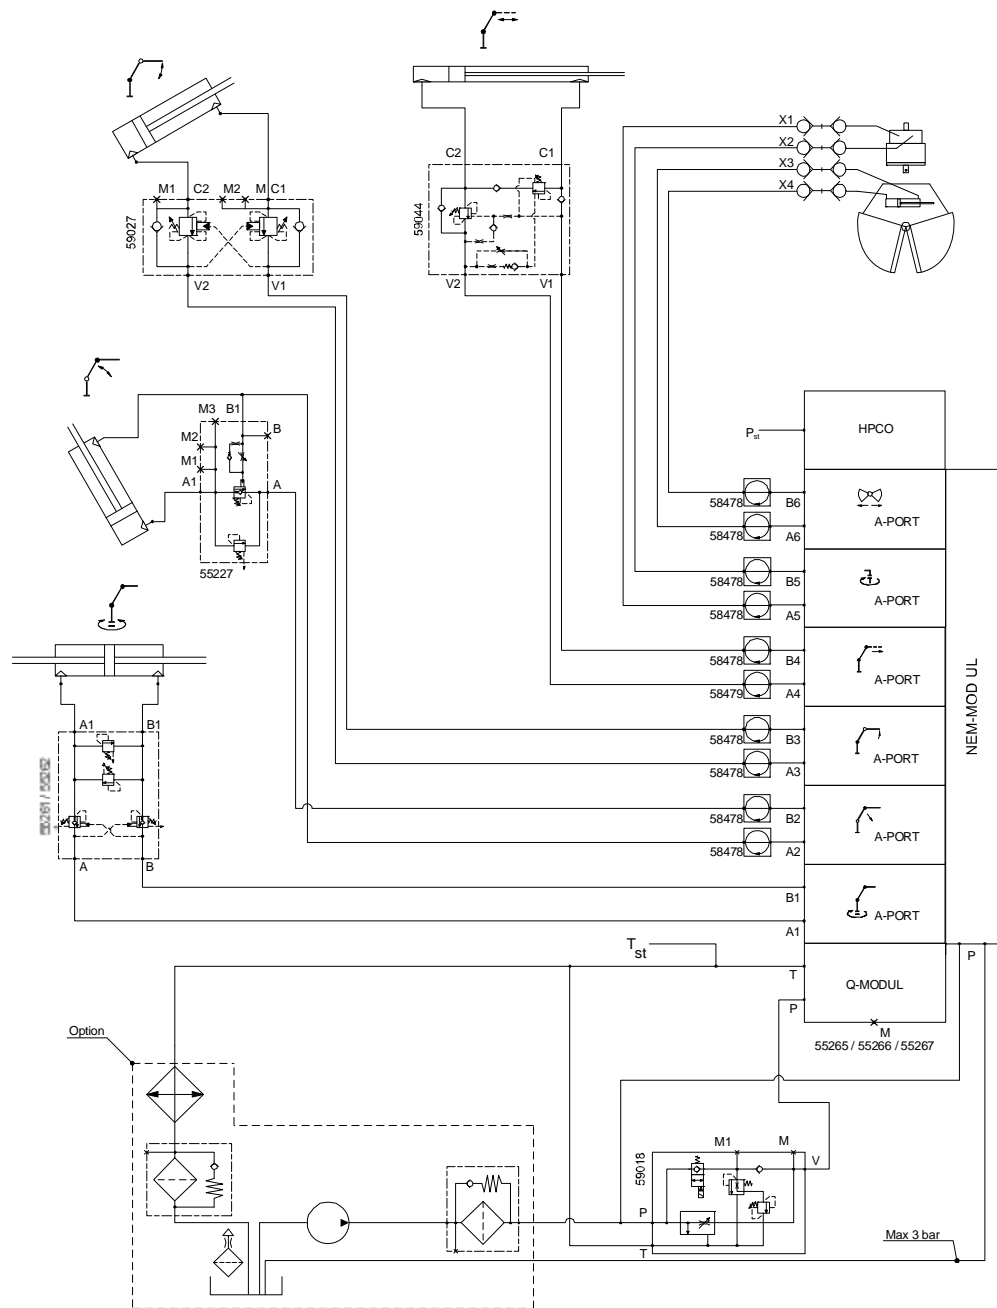 X1
X2
X3
X4
C2
C1
59044
V2
V1
M1
C2
M2
M
C1
59027
V2
V1
M3
B1
B
M2
M1
A1
A
55227
HPCO
Pst
58478
B6
A-PORT
58478
A6
58478
B5
A-PORT
58478
A5
58478
B4
A-PORT
58479
A4
58478
B3
A-PORT
58478
A3
58478
B2
A-PORT
58478
A2
B1
A-PORT
A1
NEM-MOD UL
A1
B1
55261 / 55262
A
B
Tst
T
P
Q-MODUL
P
M
55265 / 55266 / 55267
Option
M1
M
V
59018
P
T
Max 3 bar